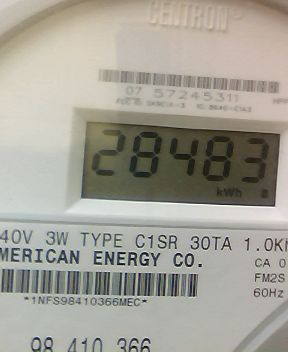 CENTRON®
07 57245311
28483
kWh
40V 3W TYPE C1SR 30TA 1.0
MERICAN ENERGY CO.
CA 0
FM2S
60Hz
*1NFS98410366MEC*
98 410 366